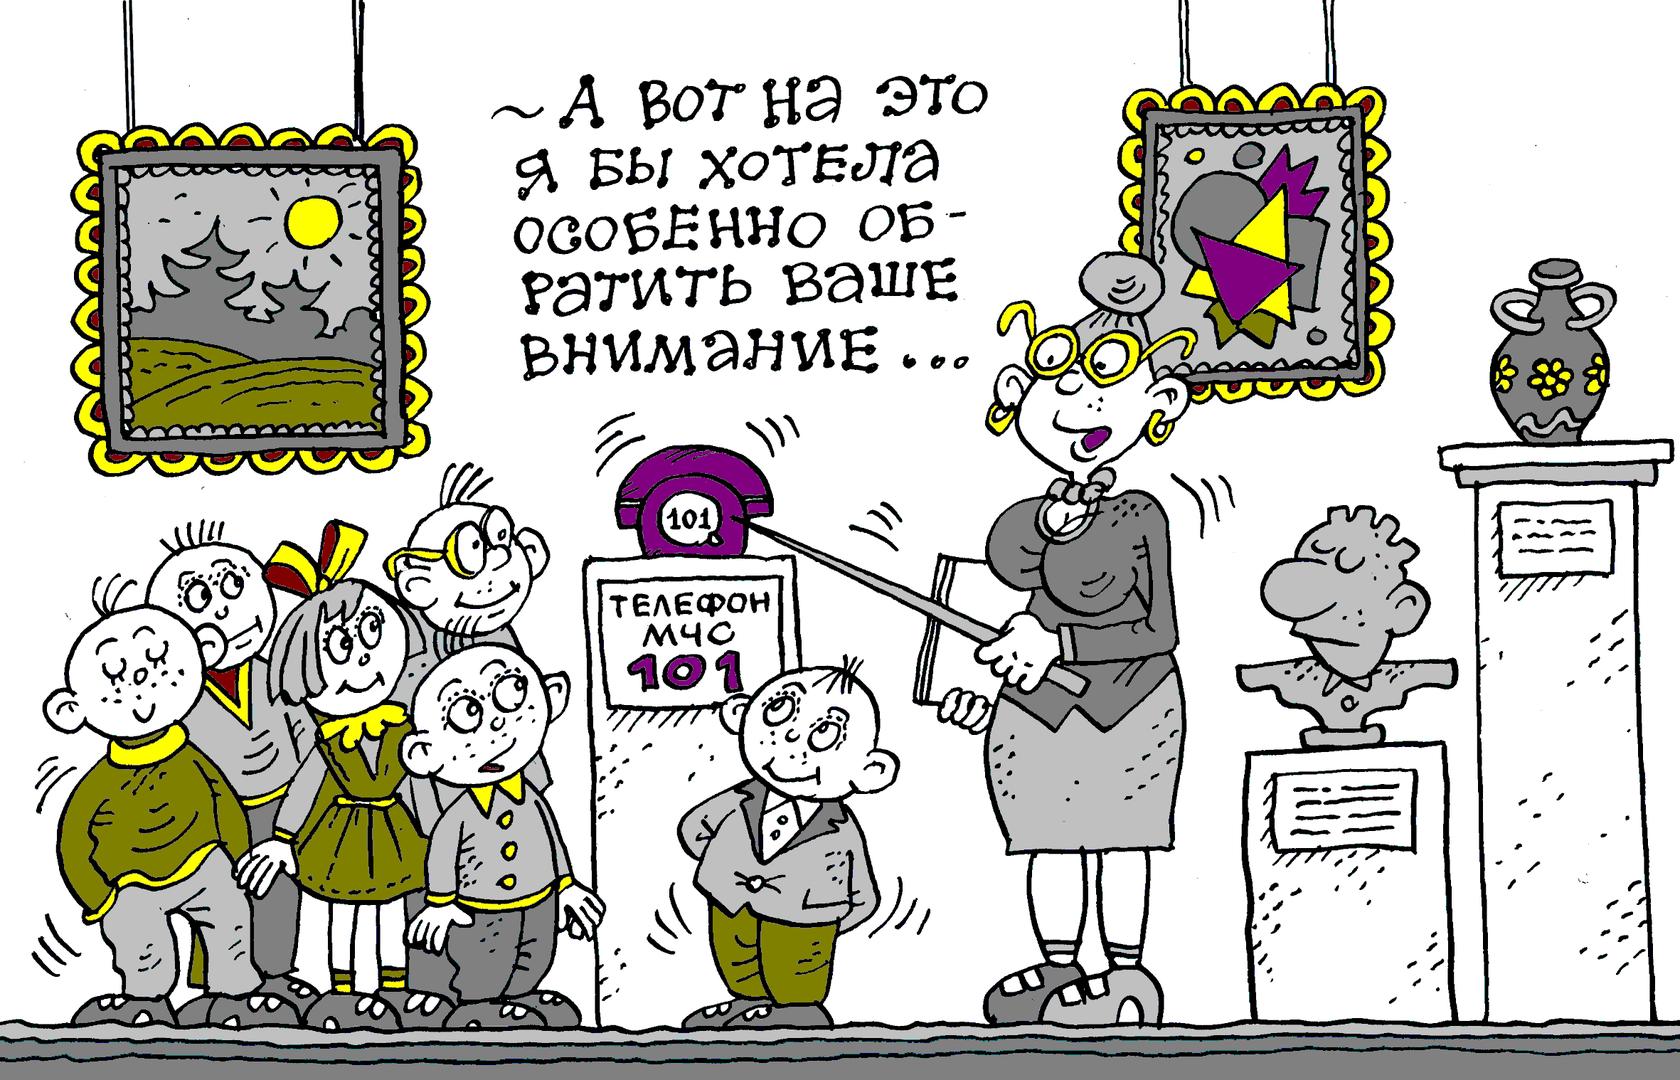 ~ А ВОТ НА ЭТО
Я БЫ ХОТЕЛА
ОСОБЕННО ОБ-
РАТИТЬ ВАШЕ
ВНИМАНИЕ...
101
ТЕЛЕФОН
МЧС
101